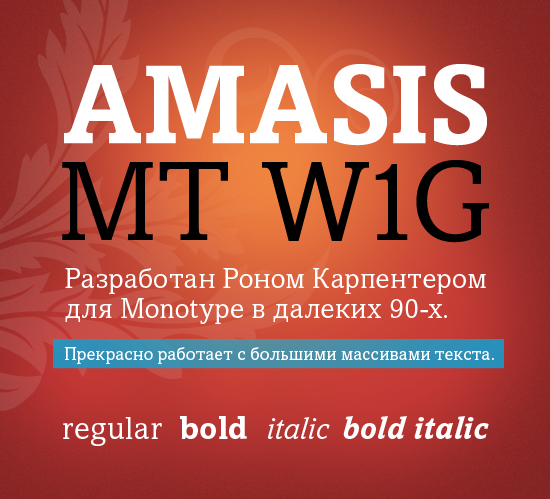 AMASIS
MT W1G
Разработан Роном Карпентером
для Monotype в далеких 90-х.
Прекрасно работает с большими массивами текста.
regular bold italic bold italic